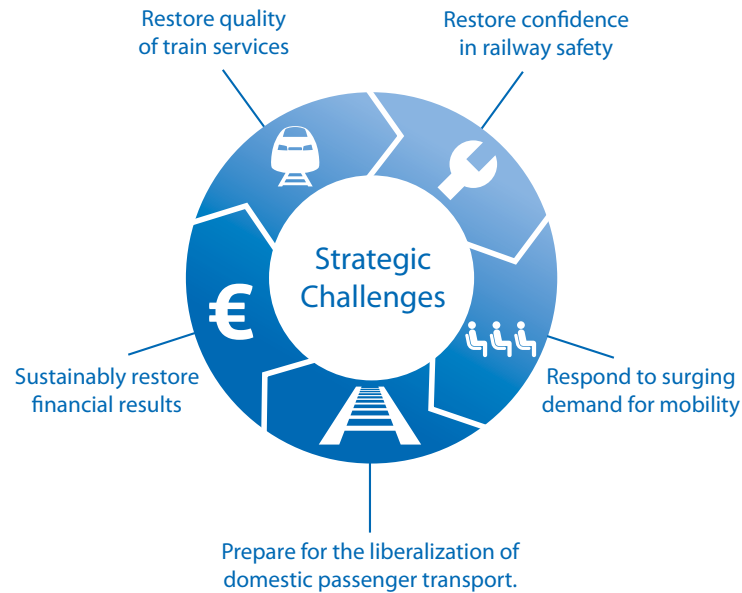 Restore quality
of train services
Restore confidence
in railway safety
Strategic
Challenges
€
Sustainably restore
financial results
Respond to surging
demand for mobility
Prepare for the liberalization of
domestic passenger transport.